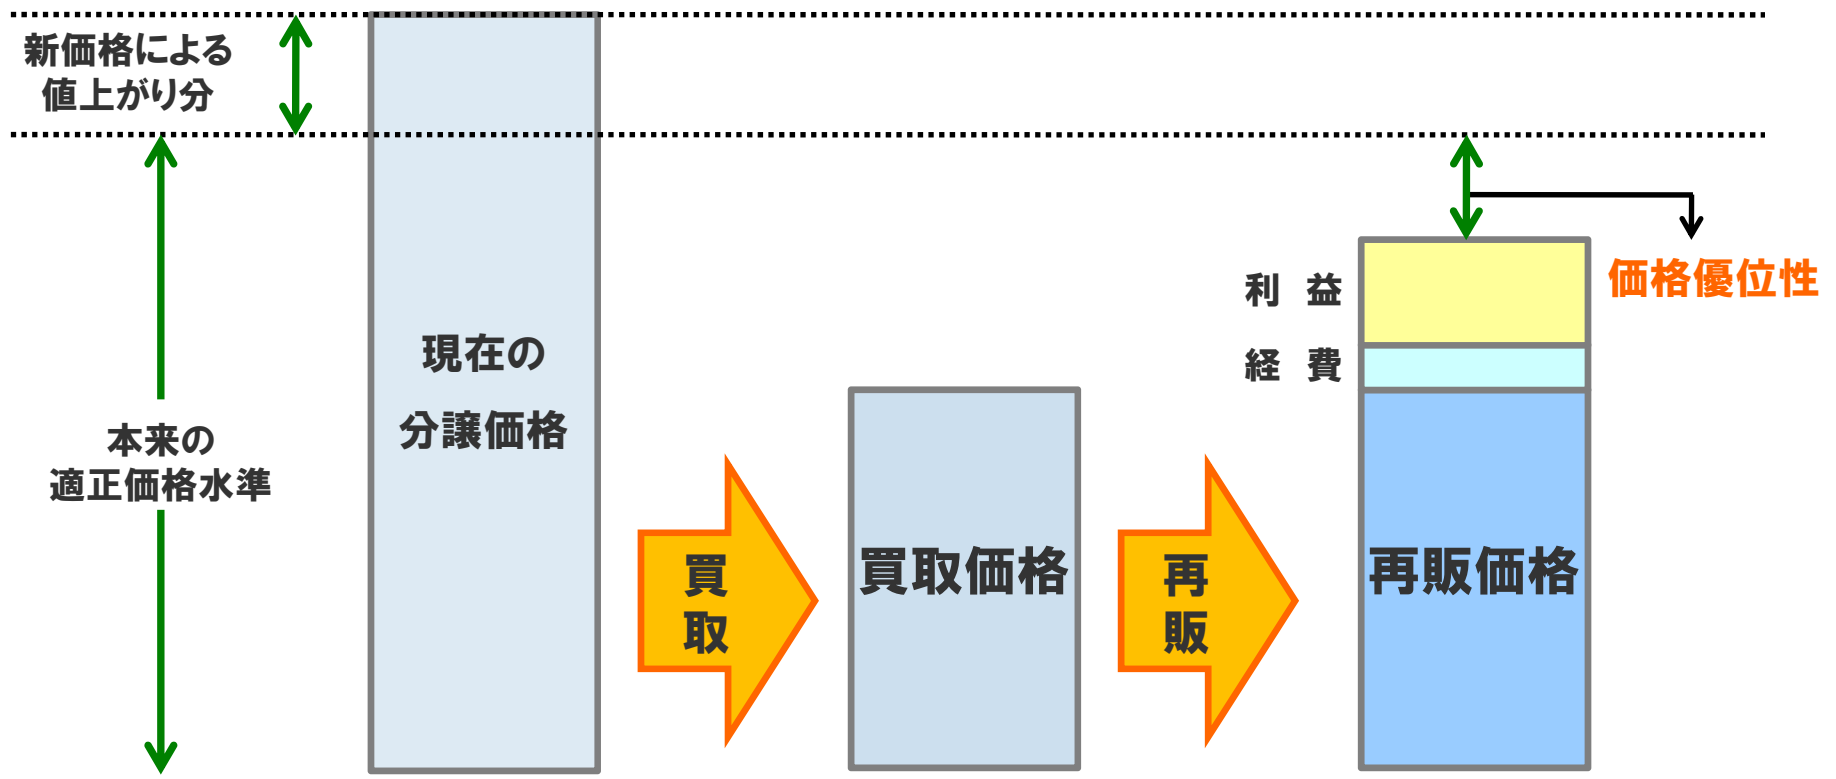 新価格による
値上がり分
本来の
適正価格水準
現在の
分譲価格
買
取
買取価格
再
販
利 益
経 費
再販価格
価格優位性